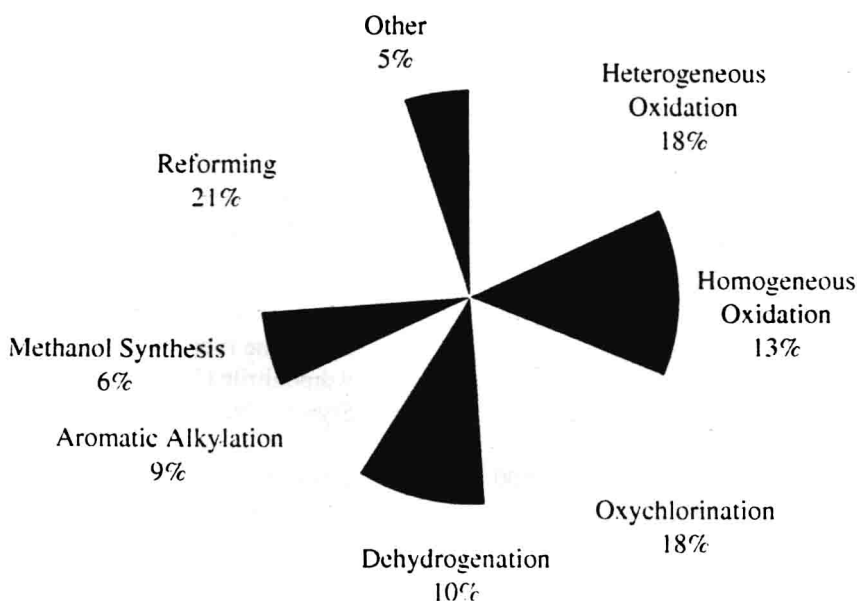 Other
5%
Heterogeneous
Oxidation
18%
Reforming
21%
Homogeneous
Oxidation
13%
Methanol Synthesis
6%
Aromatic Alkylation
9%
Oxychlorination
18%
Dehydrogenation
10%